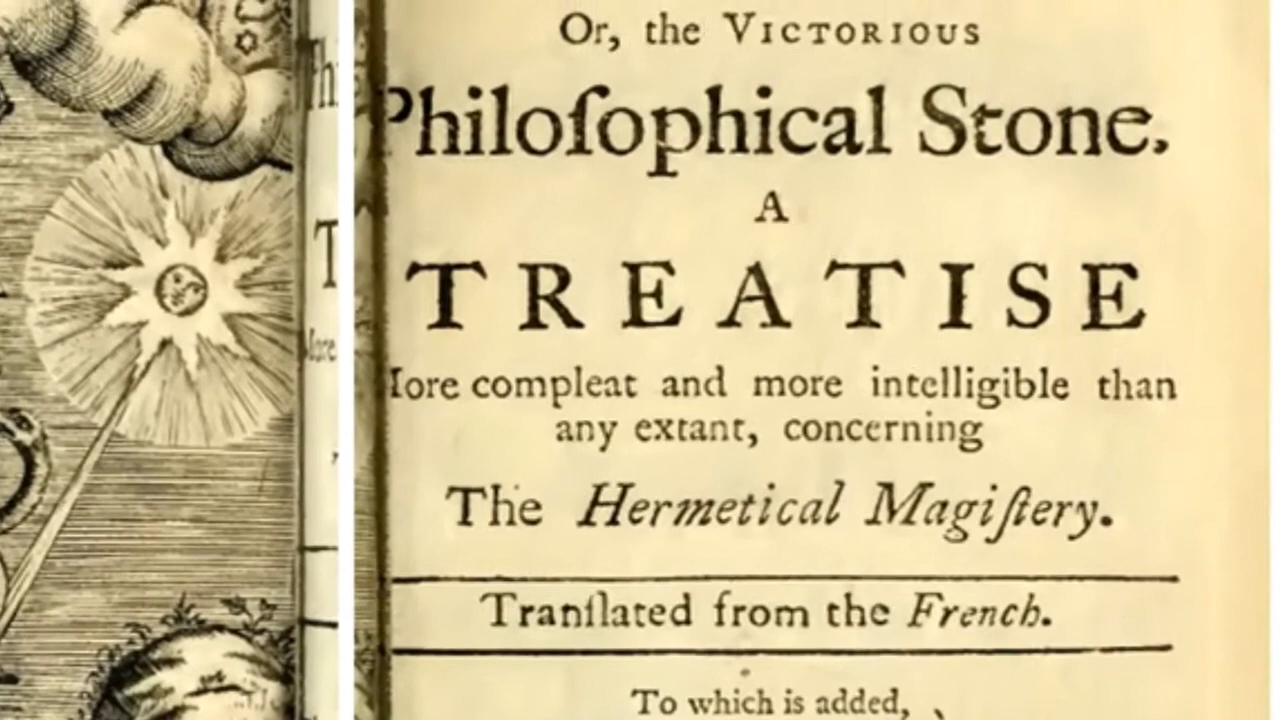 Or, the VICTORIOUS
Philoſophical Stone.
A
TREATISE
ore compleat and more intelligible than
any extant, concerning
The Hermetical Magiſtery.
Tranſlated from the French.
To which is added,